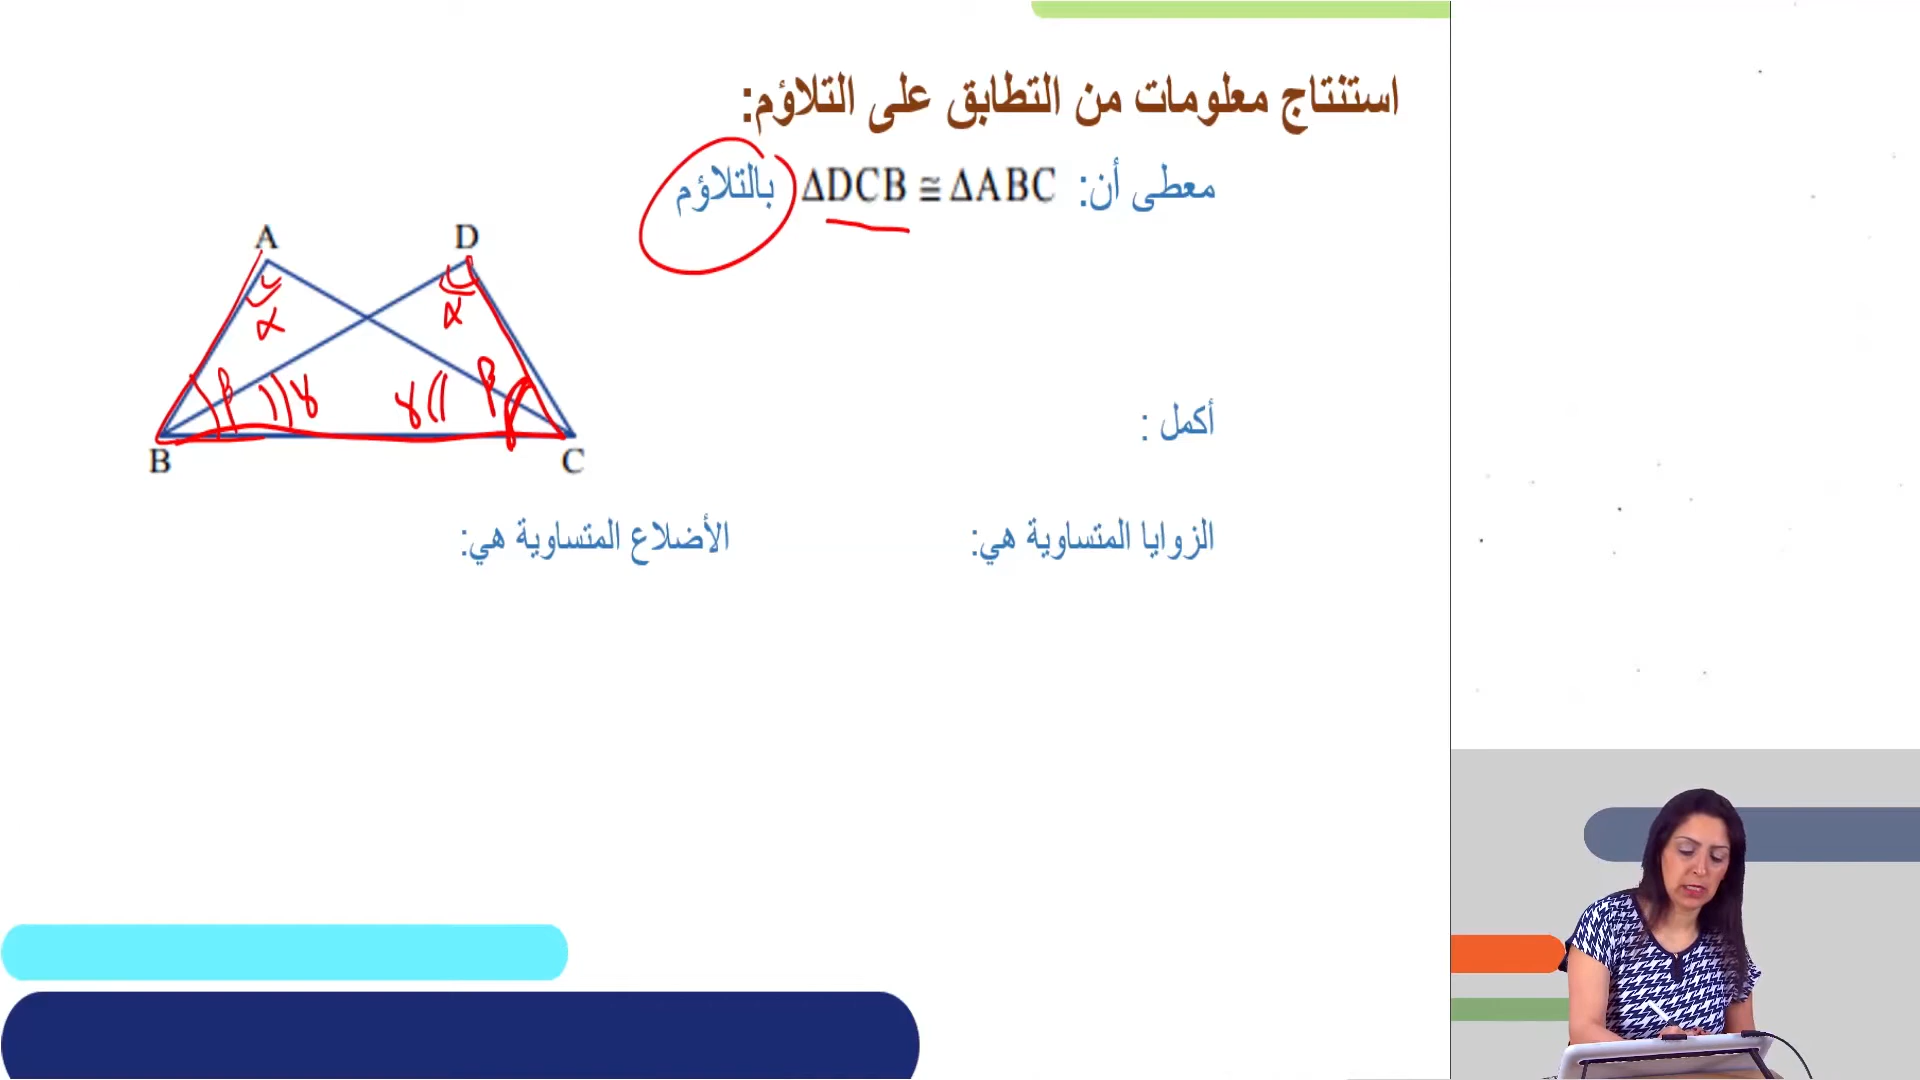 استنتاج معلومات من التطابق على التلاؤم:
معطى أن: ΔDCB ≅ ΔABC بالتلاؤم
A D
α α
β γ γ β
B C
أكمل :
الزوايا المتساوية هي: الأضلاع المتساوية هي: